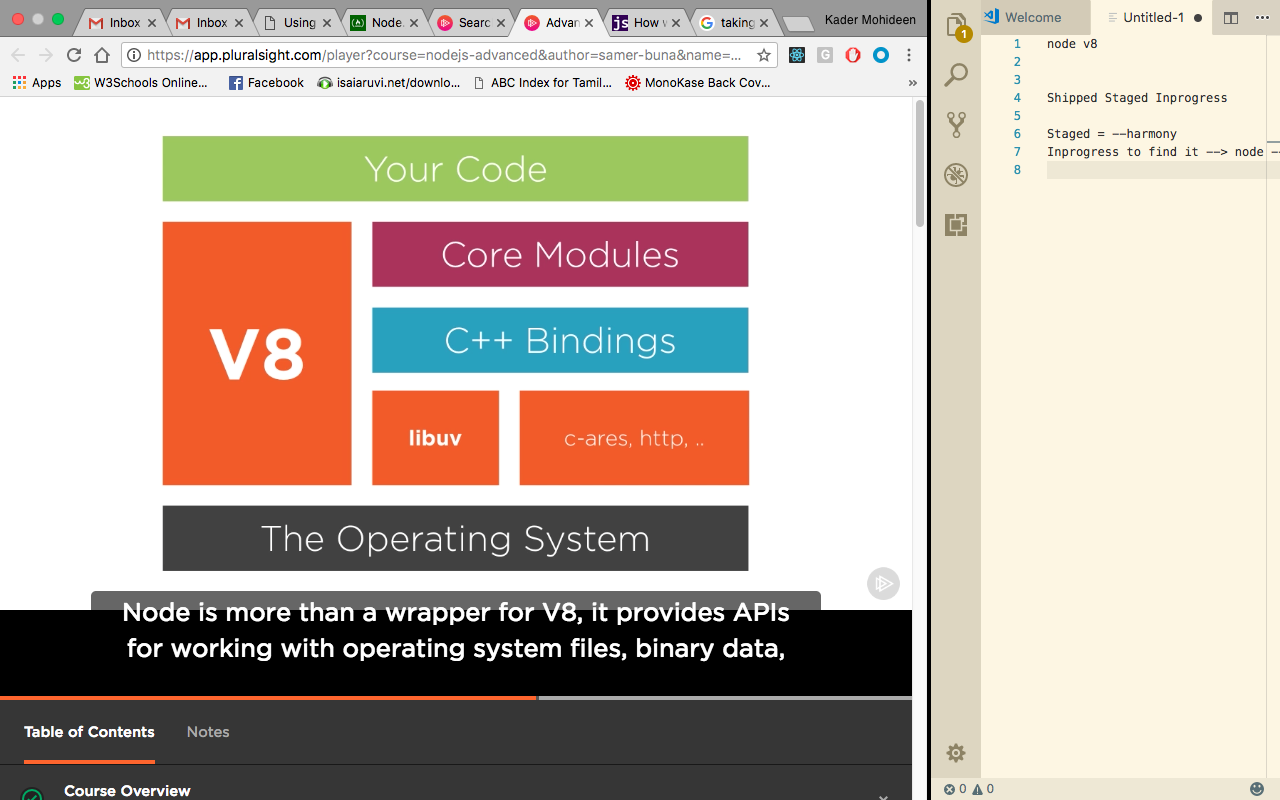 Inbox
Inbox
Using
Node.
Searc
Advan
How w
taking
Kader Mohideen
https://app.pluralsight.com/player?course=nodejs-advanced&author=samer-buna&name=...
Apps
W3Schools Online...
Facebook
isaiaruvi.net/downlo...
ABC Index for Tamil...
MonoKase Back Cov...
»
Your Code
V8
Core Modules
C++ Bindings
libuv
c-ares, http, ..
The Operating System
Node is more than a wrapper for V8, it provides APIs
for working with operating system files, binary data,
Table of Contents
Notes
Course Overview
1
Welcome
Untitled-1
1 node v8
2
3
4 Shipped Staged Inprogress
5
6 Staged = --harmony
7 Inprogress to find it --> node --
8
0 0